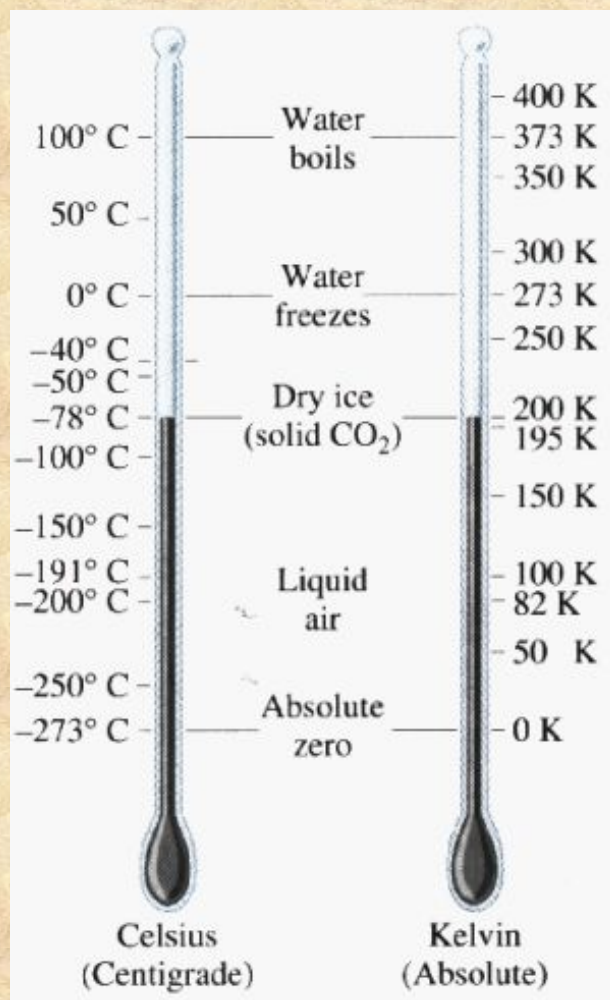 400 K
100° C
Water
boils
373 K
350 K
50° C
300 K
0° C
Water
freezes
273 K
250 K
–40° C
–50° C
–78° C
Dry ice
(solid CO₂)
200 K
195 K
–100° C
150 K
–150° C
–191° C
–200° C
Liquid
air
100 K
82 K
50 K
–250° C
–273° C
Absolute
zero
0 K
Celsius
(Centigrade)
Kelvin
(Absolute)